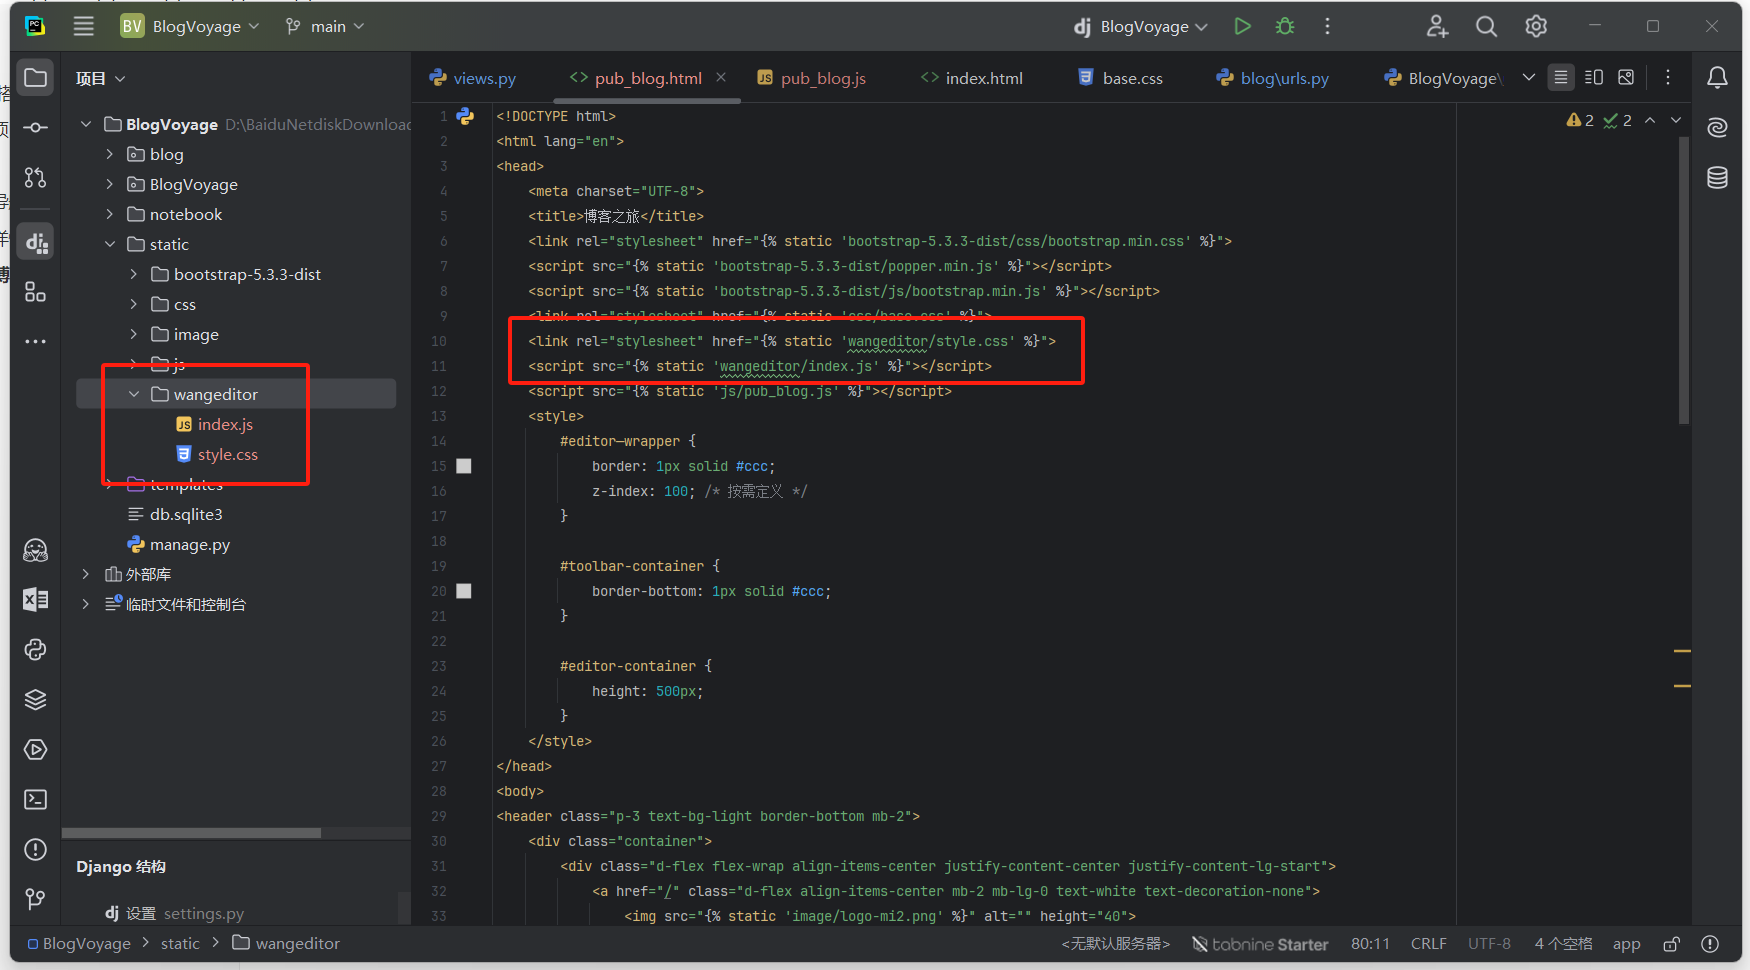 BV BlogVoyage main dj BlogVoyage
项目
views.py pub_blog.html pub_blog.js index.html base.css blog\urls.py BlogVoyage\
BlogVoyage D:\BaiduNetdiskDownload
blog
BlogVoyage
notebook
static
bootstrap-5.3.3-dist
css
image
js
wangeditor
index.js
style.css
templates
db.sqlite3
manage.py
外部库
临时文件和控制台
Django 结构
设置 settings.py
2 2
1 <!DOCTYPE html>
2 <html lang="en">
3 <head>
4 <meta charset="UTF-8">
5 <title>博客之旅</title>
6 <link rel="stylesheet" href="{% static 'bootstrap-5.3.3-dist/css/bootstrap.min.css' %}">
7 <script src="{% static 'bootstrap-5.3.3-dist/popper.min.js' %}"></script>
8 <script src="{% static 'bootstrap-5.3.3-dist/js/bootstrap.min.js' %}"></script>
9 <link rel="stylesheet" href="{% static 'css/base.css' %}">
10 <link rel="stylesheet" href="{% static 'wangeditor/style.css' %}">
11 <script src="{% static 'wangeditor/index.js' %}"></script>
12 <script src="{% static 'js/pub_blog.js' %}"></script>
13 <style>
14 #editor—wrapper {
15 border: 1px solid #ccc;
16 z-index: 100; /* 按需定义 */
17 }
18
19 #toolbar-container {
20 border-bottom: 1px solid #ccc;
21 }
22
23 #editor-container {
24 height: 500px;
25 }
26 </style>
27 </head>
28 <body>
29 <header class="p-3 text-bg-light border-bottom mb-2">
30 <div class="container">
31 <div class="d-flex flex-wrap align-items-center justify-content-center justify-content-lg-start">
32 <a href="/" class="d-flex align-items-center mb-2 mb-lg-0 text-white text-decoration-none">
33 <img src="{% static 'image/logo-mi2.png' %}" alt="" height="40">
BlogVoyage > static > wangeditor <无默认服务器> tabnine Starter 80:11 CRLF UTF-8 4 个空格 app